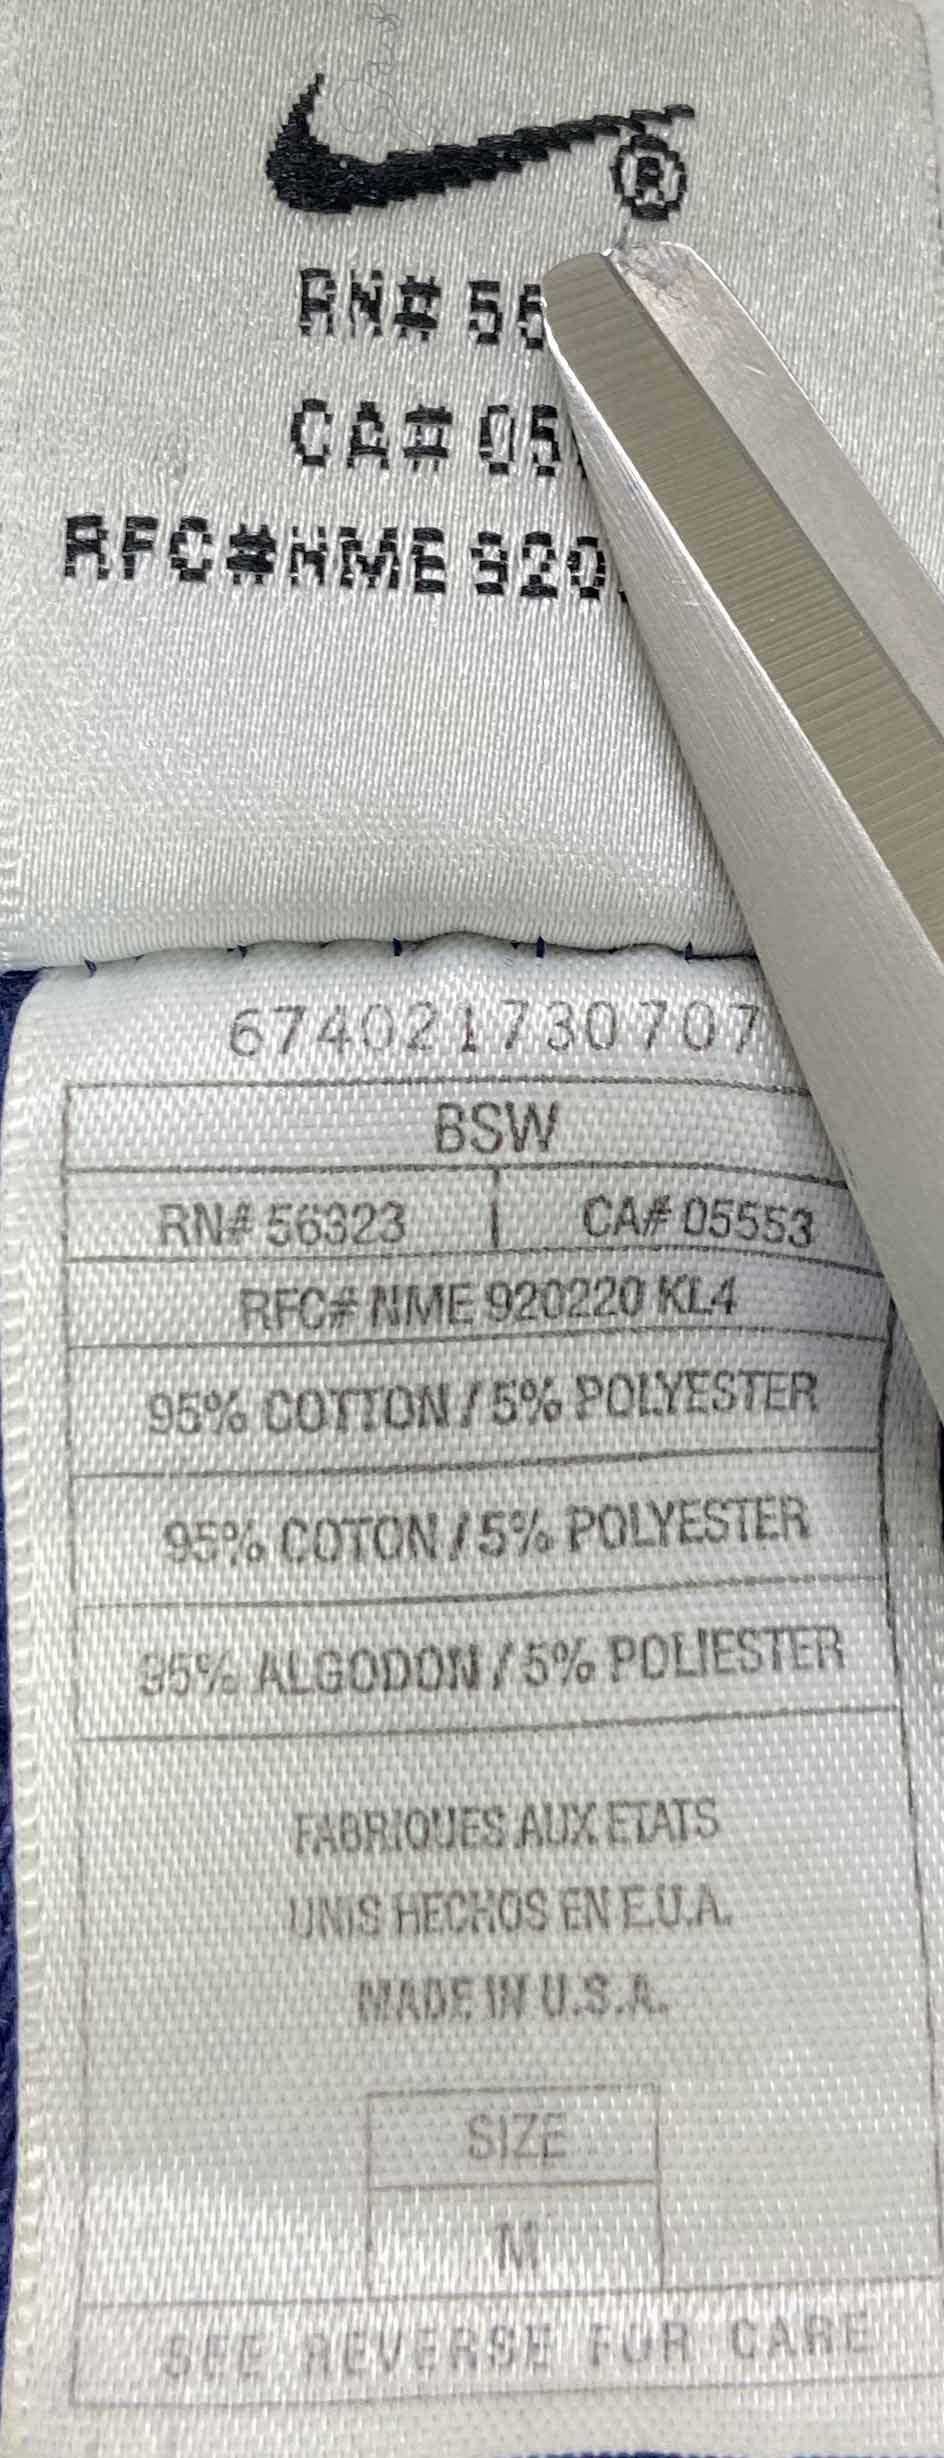 ®
RN# 56
CA# 05
RFC#NME 920
674021730707
BSW
RN# 56323 | CA# 05553
RFC# NME 920220 KL4
95% COTTON / 5% POLYESTER
95% COTON / 5% POLYESTER
95% ALGODON / 5% POLIESTER
FABRIQUES AUX ETATS
UNIS HECHOS EN E.U.A.
MADE IN U.S.A.
SIZE
M
SEE REVERSE FOR CARE